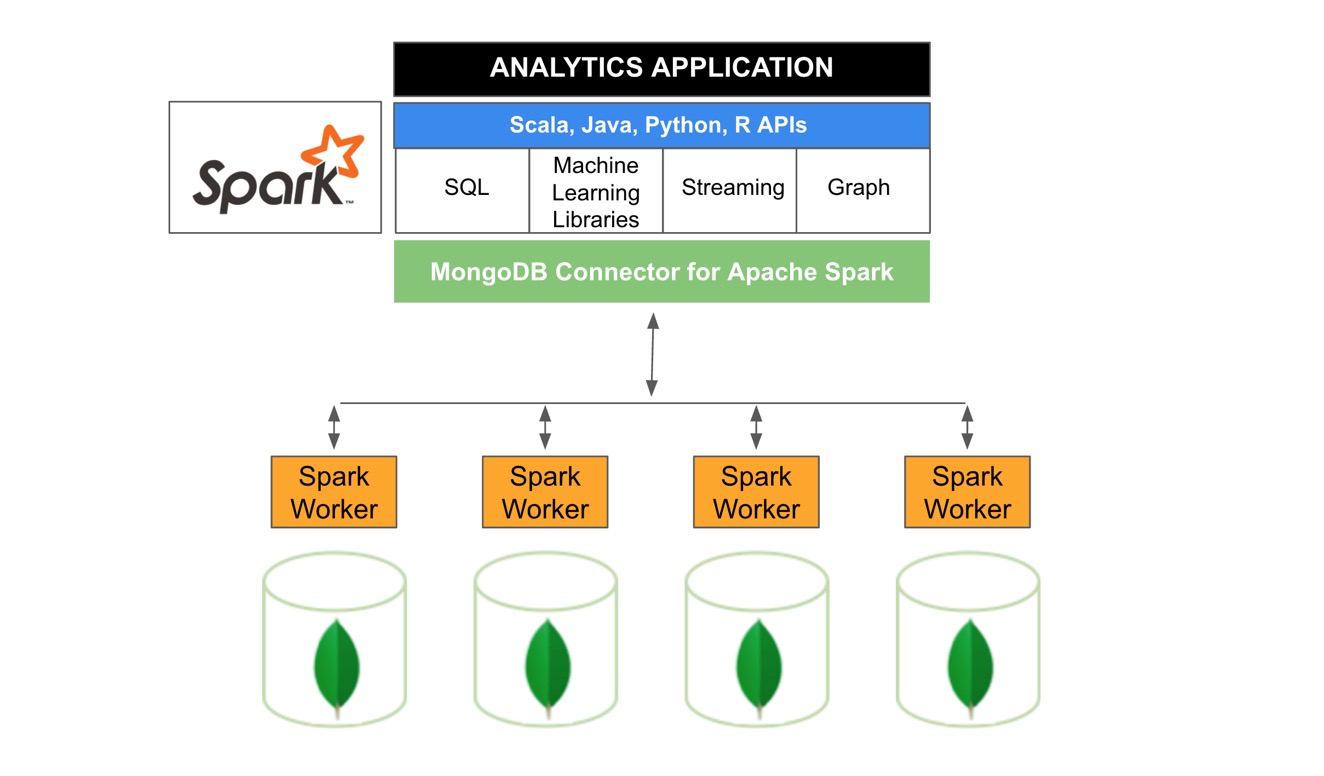 ANALYTICS APPLICATION
Spark™
Scala, Java, Python, R APIs
SQL
Machine
Learning
Libraries
Streaming
Graph
MongoDB Connector for Apache Spark
Spark
Worker
Spark
Worker
Spark
Worker
Spark
Worker